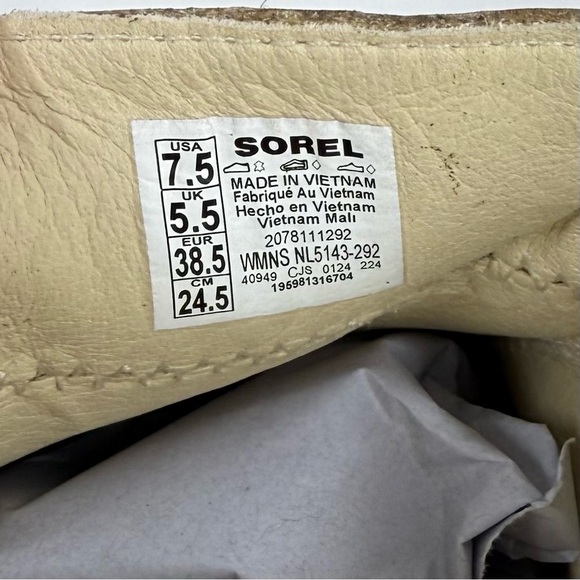 USA
7.5
UK
5.5
EUR
38.5
CM
24.5
SOREL
MADE IN VIETNAM
Fabriqué Au Vietnam
Hecho en Vietnam
Vietnam Malı
2078111292
WMNS NL5143-292
40949 CJS 0124 224
195981316704